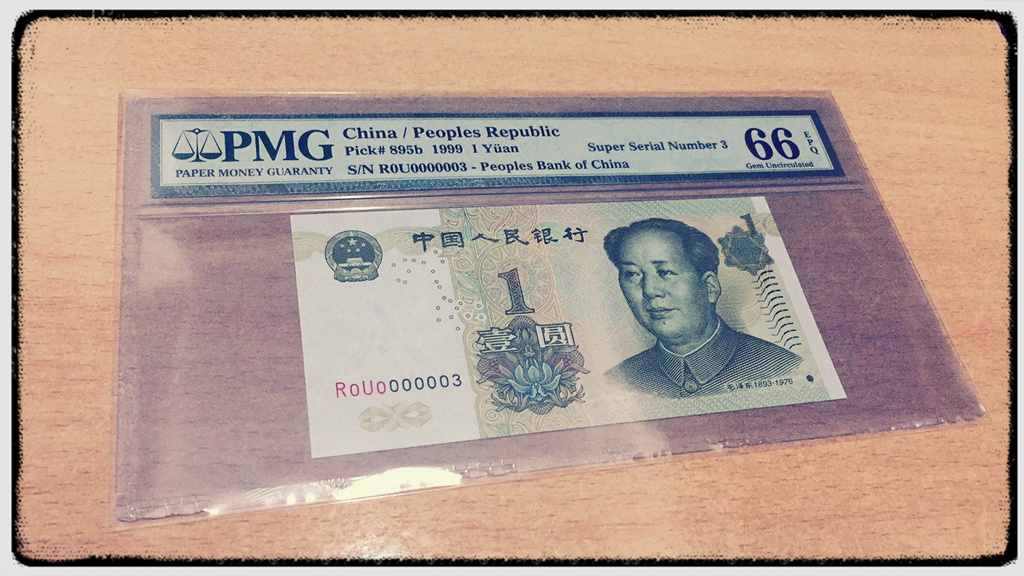 PMG
PAPER MONEY GUARANTY
China / Peoples Republic
Pick# 895b 1999 1 Yüan
S/N R0U0000003 - Peoples Bank of China
Super Serial Number 3
66
EPQ
Gem Uncirculated
中国人民银行
1
1
壹圆
R0U0000003
毛泽东1893-1976